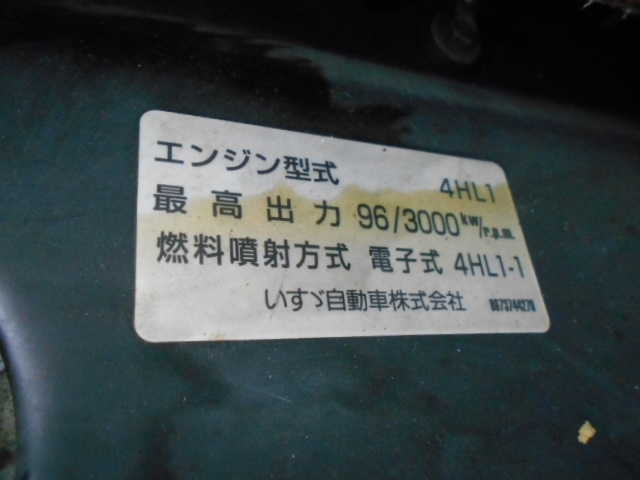 エンジン型式 4HL1
最高出力 96/3000kW/r.p.m.
燃料噴射方式 電子式 4HL1-1
いすゞ自動車株式会社